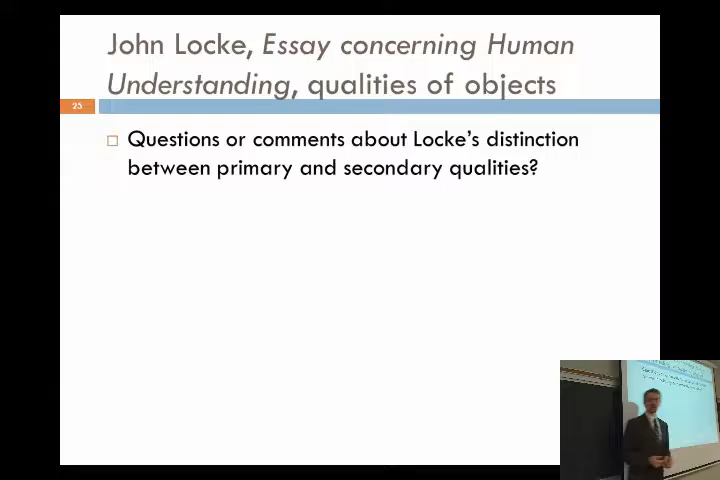 John Locke, Essay concerning Human
Understanding, qualities of objects
25
Questions or comments about Locke's distinction
between primary and secondary qualities?